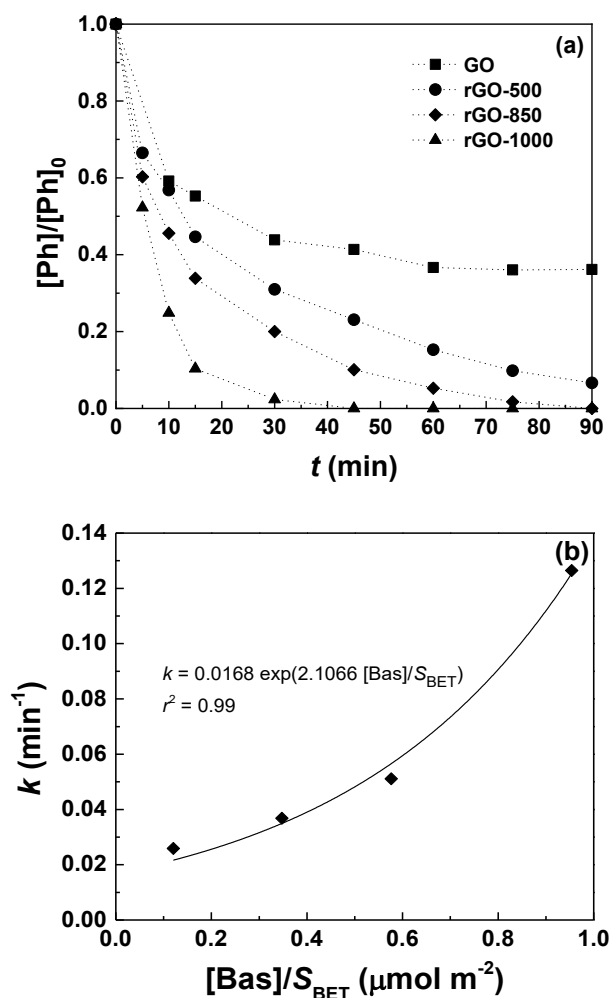 (a)
GO
rGO-500
rGO-850
rGO-1000
[Ph]/[Ph]₀
1.0
0.8
0.6
0.4
0.2
0.0
0 10 20 30 40 50 60 70 80 90
t (min)
(b)
k = 0.0168 exp(2.1066 [Bas]/S_BET)
r² = 0.99
k (min⁻¹)
0.14
0.12
0.10
0.08
0.06
0.04
0.02
0.00
0.0 0.2 0.4 0.6 0.8 1.0
[Bas]/S_BET (μmol m⁻²)